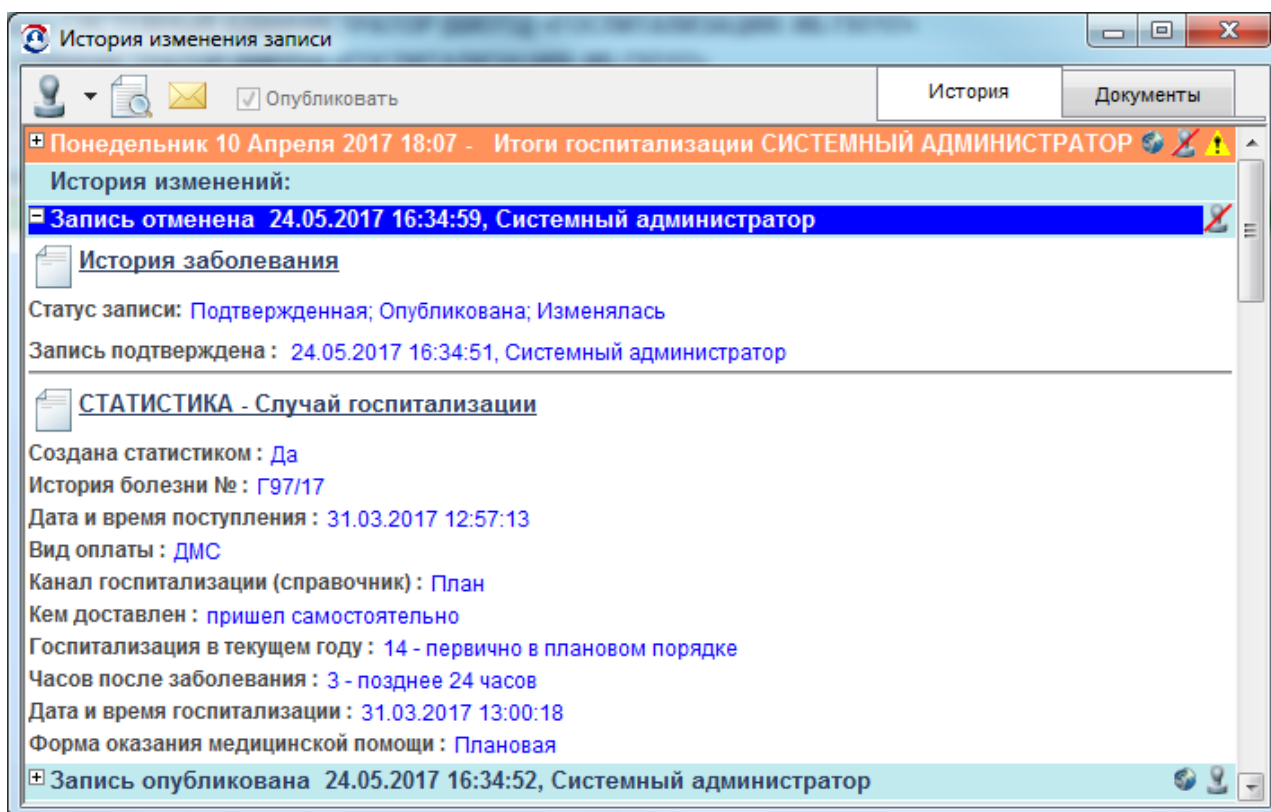 История изменения записи
Опубликовать
История
Документы
Понедельник 10 Апреля 2017 18:07 - Итоги госпитализации СИСТЕМНЫЙ АДМИНИСТРАТОР
История изменений:
Запись отменена 24.05.2017 16:34:59, Системный администратор
История заболевания
Статус записи: Подтвержденная; Опубликована; Изменялась
Запись подтверждена : 24.05.2017 16:34:51, Системный администратор
СТАТИСТИКА - Случай госпитализации
Создана статистиком : Да
История болезни № : Г97/17
Дата и время поступления : 31.03.2017 12:57:13
Вид оплаты : ДМС
Канал госпитализации (справочник) : План
Кем доставлен : пришел самостоятельно
Госпитализация в текущем году : 14 - первично в плановом порядке
Часов после заболевания : 3 - позднее 24 часов
Дата и время госпитализации : 31.03.2017 13:00:18
Форма оказания медицинской помощи : Плановая
Запись опубликована 24.05.2017 16:34:52, Системный администратор